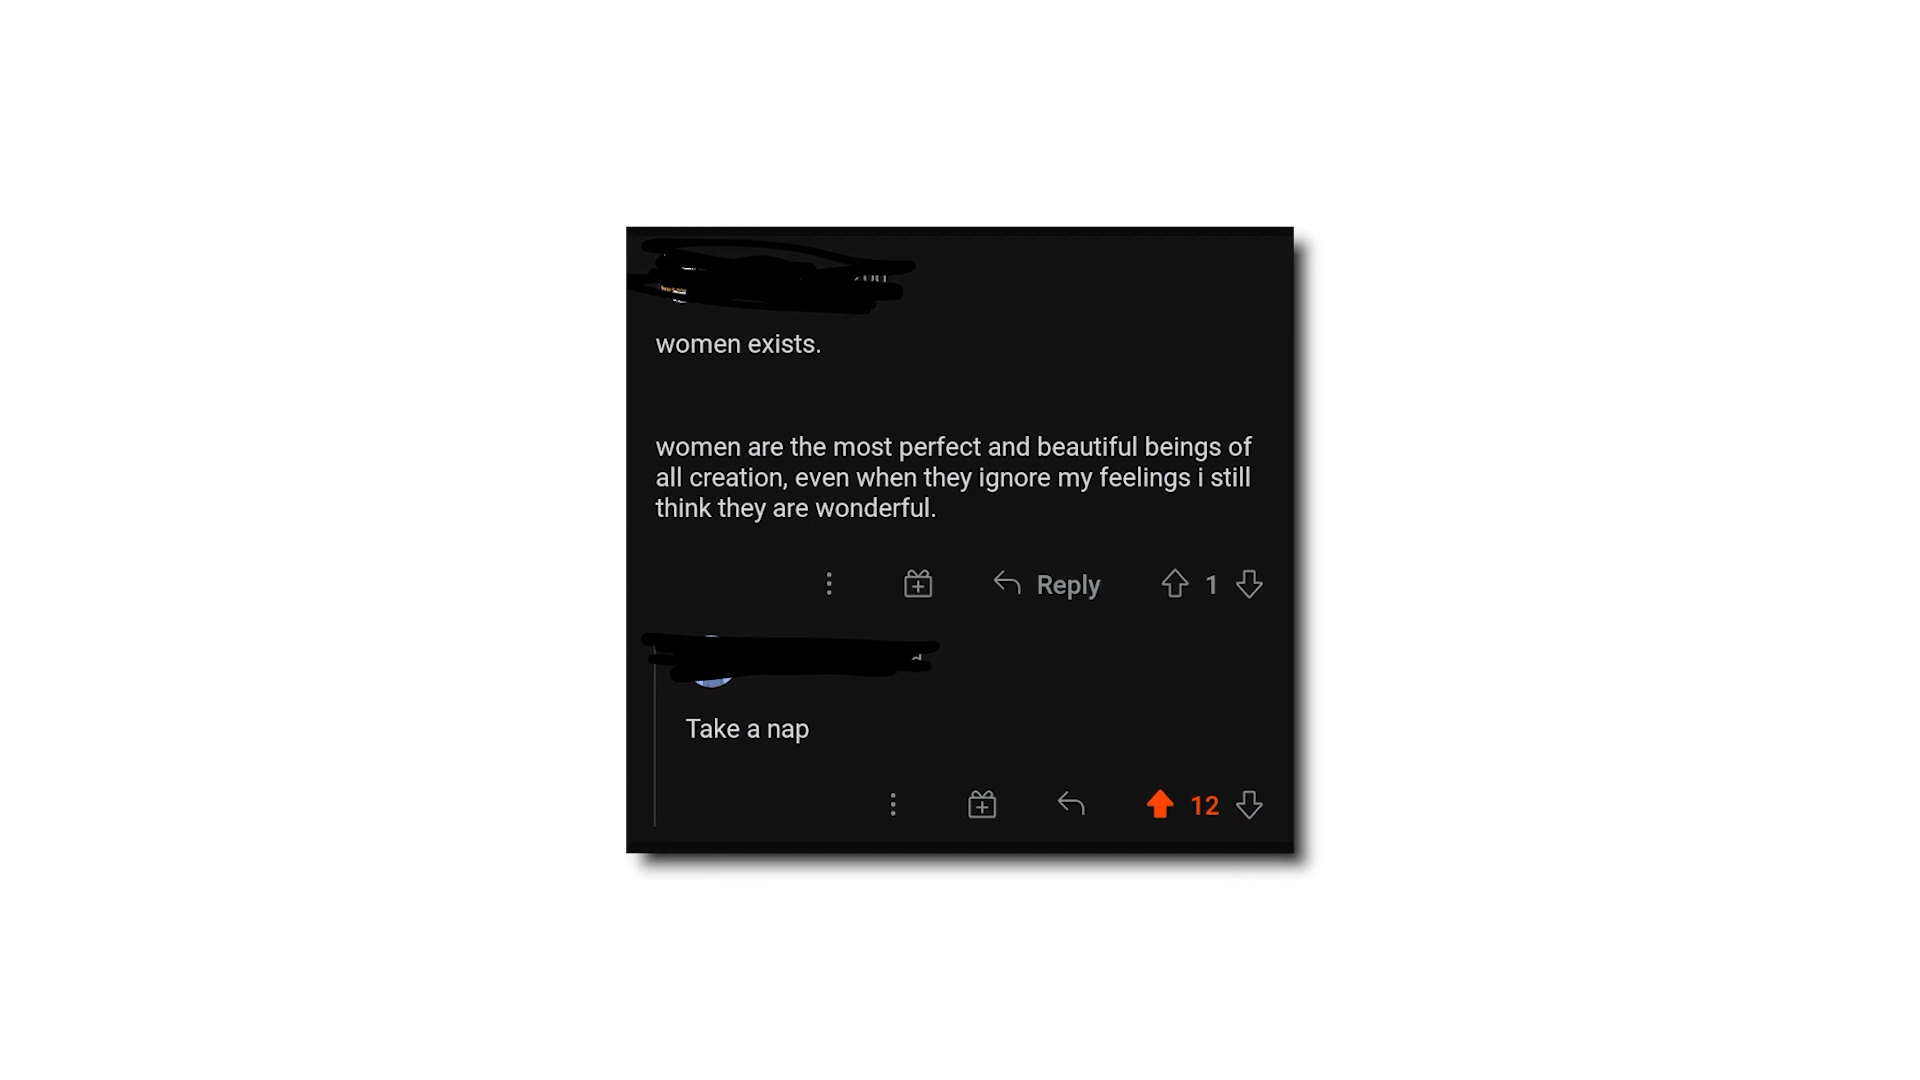 women exists.
women are the most perfect and beautiful beings of
all creation, even when they ignore my feelings i still
think they are wonderful.
Reply 1
Take a nap
12